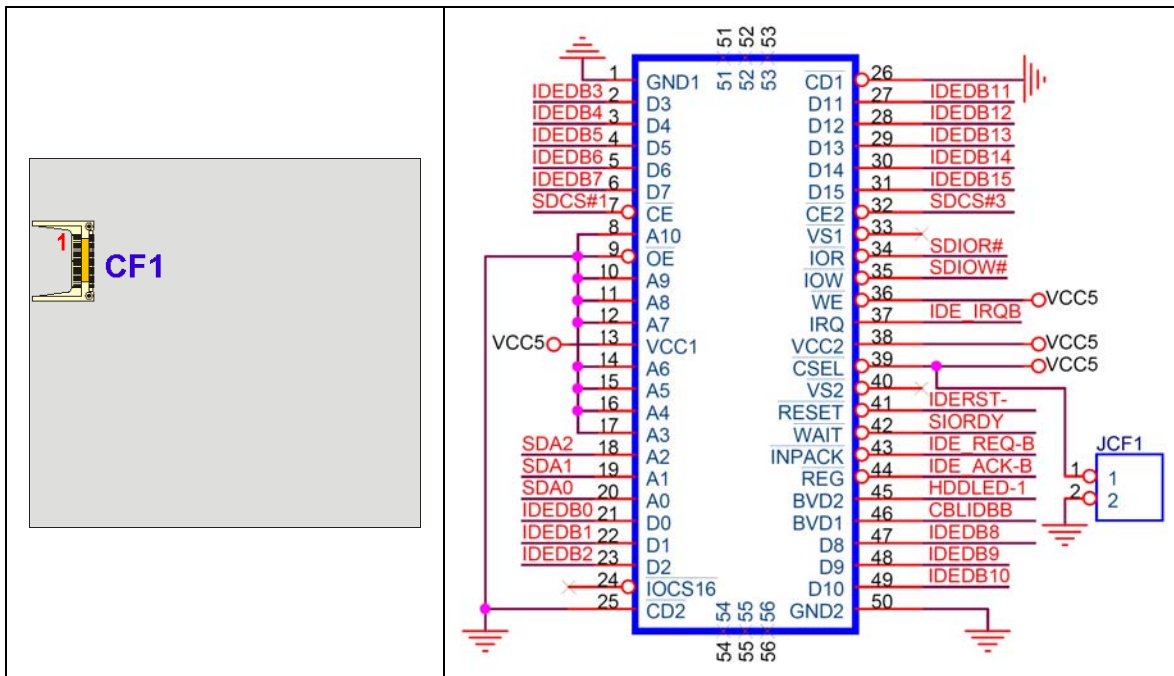 1
CF1
51 52 53
51 52 53
1 GND1
IDEDB3 2 D3
IDEDB4 3 D4
IDEDB5 4 D5
IDEDB6 5 D6
IDEDB7 6 D7
SDCS#1 7 CE
8 A10
9 OE
10 A9
11 A8
12 A7
VCC5 13 VCC1
14 A6
15 A5
16 A4
17 A3
SDA2 18 A2
SDA1 19 A1
SDA0 20 A0
IDEDB0 21 D0
IDEDB1 22 D1
IDEDB2 23 D2
24 IOCS16
25 CD2
CD1 26
D11 27 IDEDB11
D12 28 IDEDB12
D13 29 IDEDB13
D14 30 IDEDB14
D15 31 IDEDB15
CE2 32 SDCS#3
VS1 33
IOR 34 SDIOR#
IOW 35 SDIOW#
WE 36 VCC5
IRQ 37 IDE_IRQB
VCC2 38 VCC5
CSEL 39 VCC5
VS2 40
RESET 41 IDERST-
WAIT 42 SIORDY
INPACK 43 IDE_REQ-B
REG 44 IDE_ACK-B
BVD2 45 HDDLED-1
BVD1 46 CBLIDBB
D8 47 IDEDB8
D9 48 IDEDB9
D10 49 IDEDB10
GND2 50
54 55 56
54 55 56
JCF1
1 1
2 2